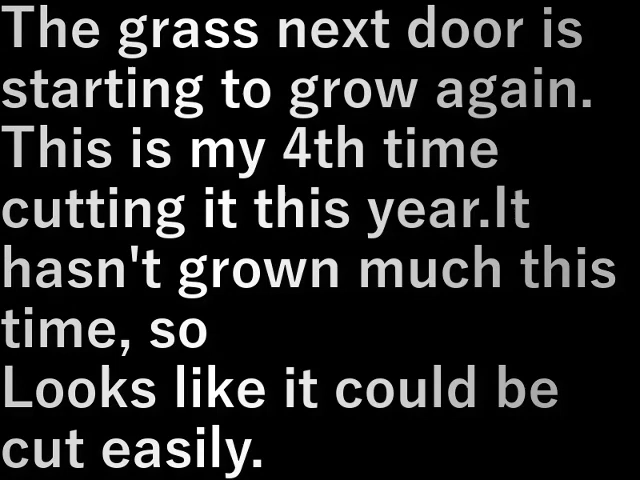 The grass next door is
starting to grow again.
This is my 4th time
cutting it this year.It
hasn't grown much this
time, so
Looks like it could be
cut easily.